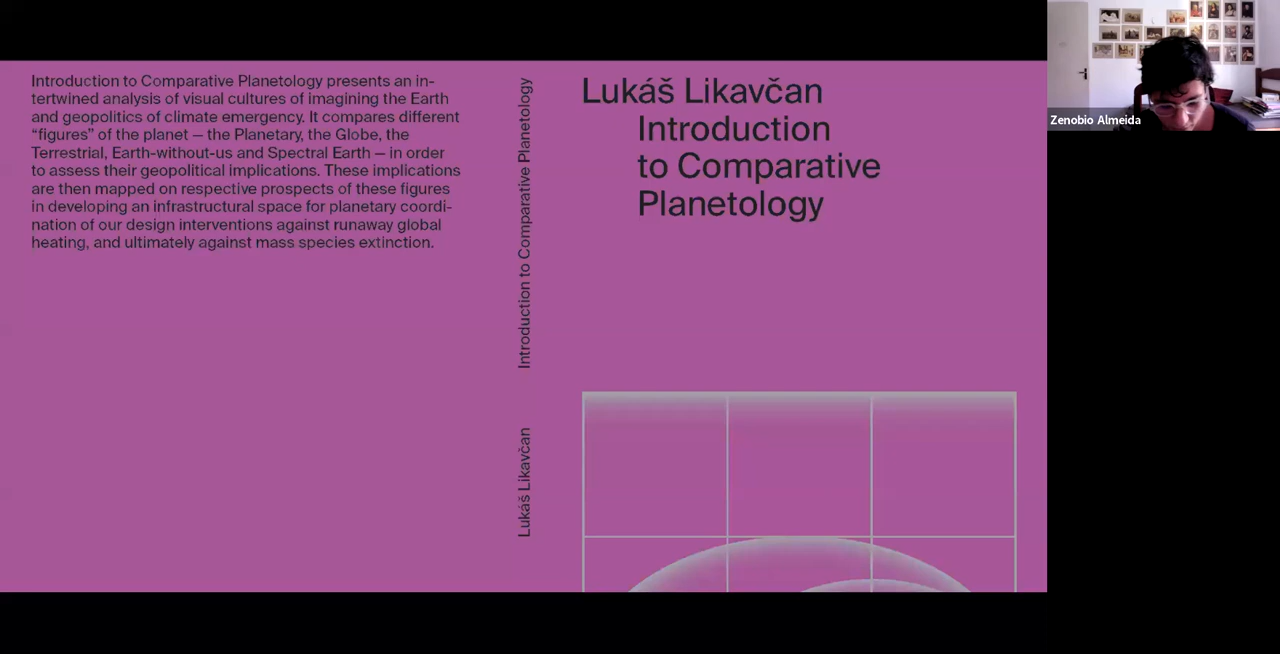 Introduction to Comparative Planetology presents an in-
tertwined analysis of visual cultures of imagining the Earth
and geopolitics of climate emergency. It compares different
“figures” of the planet – the Planetary, the Globe, the
Terrestrial, Earth-without-us and Spectral Earth – in order
to assess their geopolitical implications. These implications
are then mapped on respective prospects of these figures
in developing an infrastructural space for planetary coordi-
nation of our design interventions against runaway global
heating, and ultimately against mass species extinction.
Introduction to Comparative Planetology
Lukáš Likavčan
Lukáš Likavčan
Introduction
to Comparative
Planetology
Zenobio Almeida